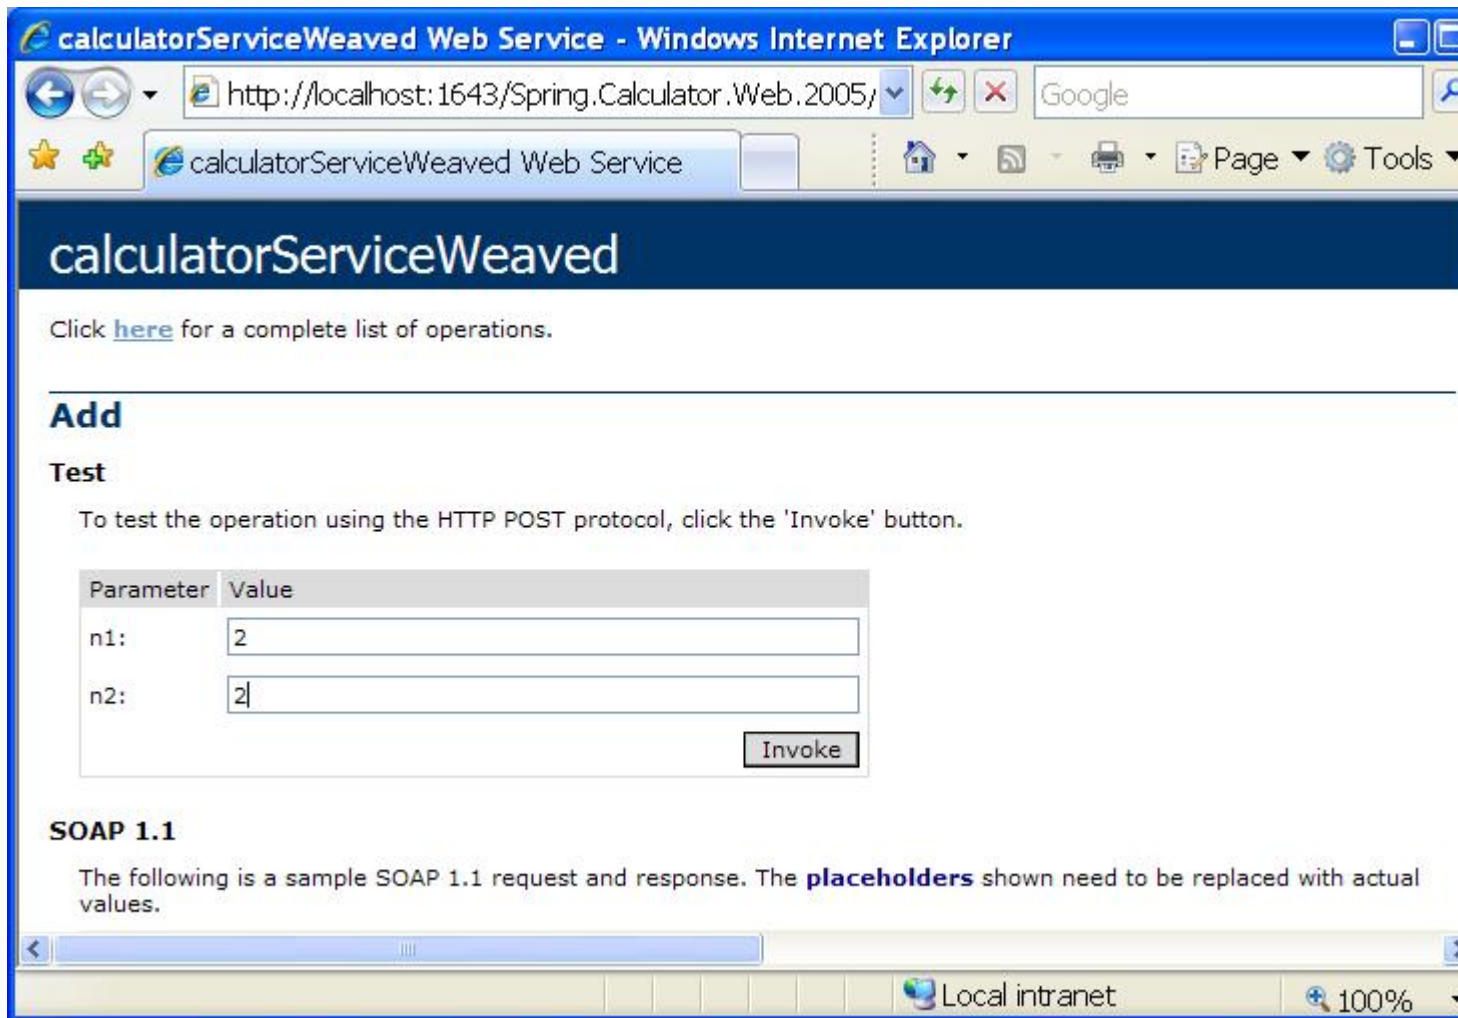 calculatorServiceWeaved Web Service - Windows Internet Explorer
http://localhost:1643/Spring.Calculator.Web.2005/
Google
calculatorServiceWeaved Web Service
Page
Tools
calculatorServiceWeaved
Click here for a complete list of operations.
Add
Test
To test the operation using the HTTP POST protocol, click the 'Invoke' button.
Parameter Value
n1: 2
n2: 2
Invoke
SOAP 1.1
The following is a sample SOAP 1.1 request and response. The placeholders shown need to be replaced with actual
values.
Local intranet
100%